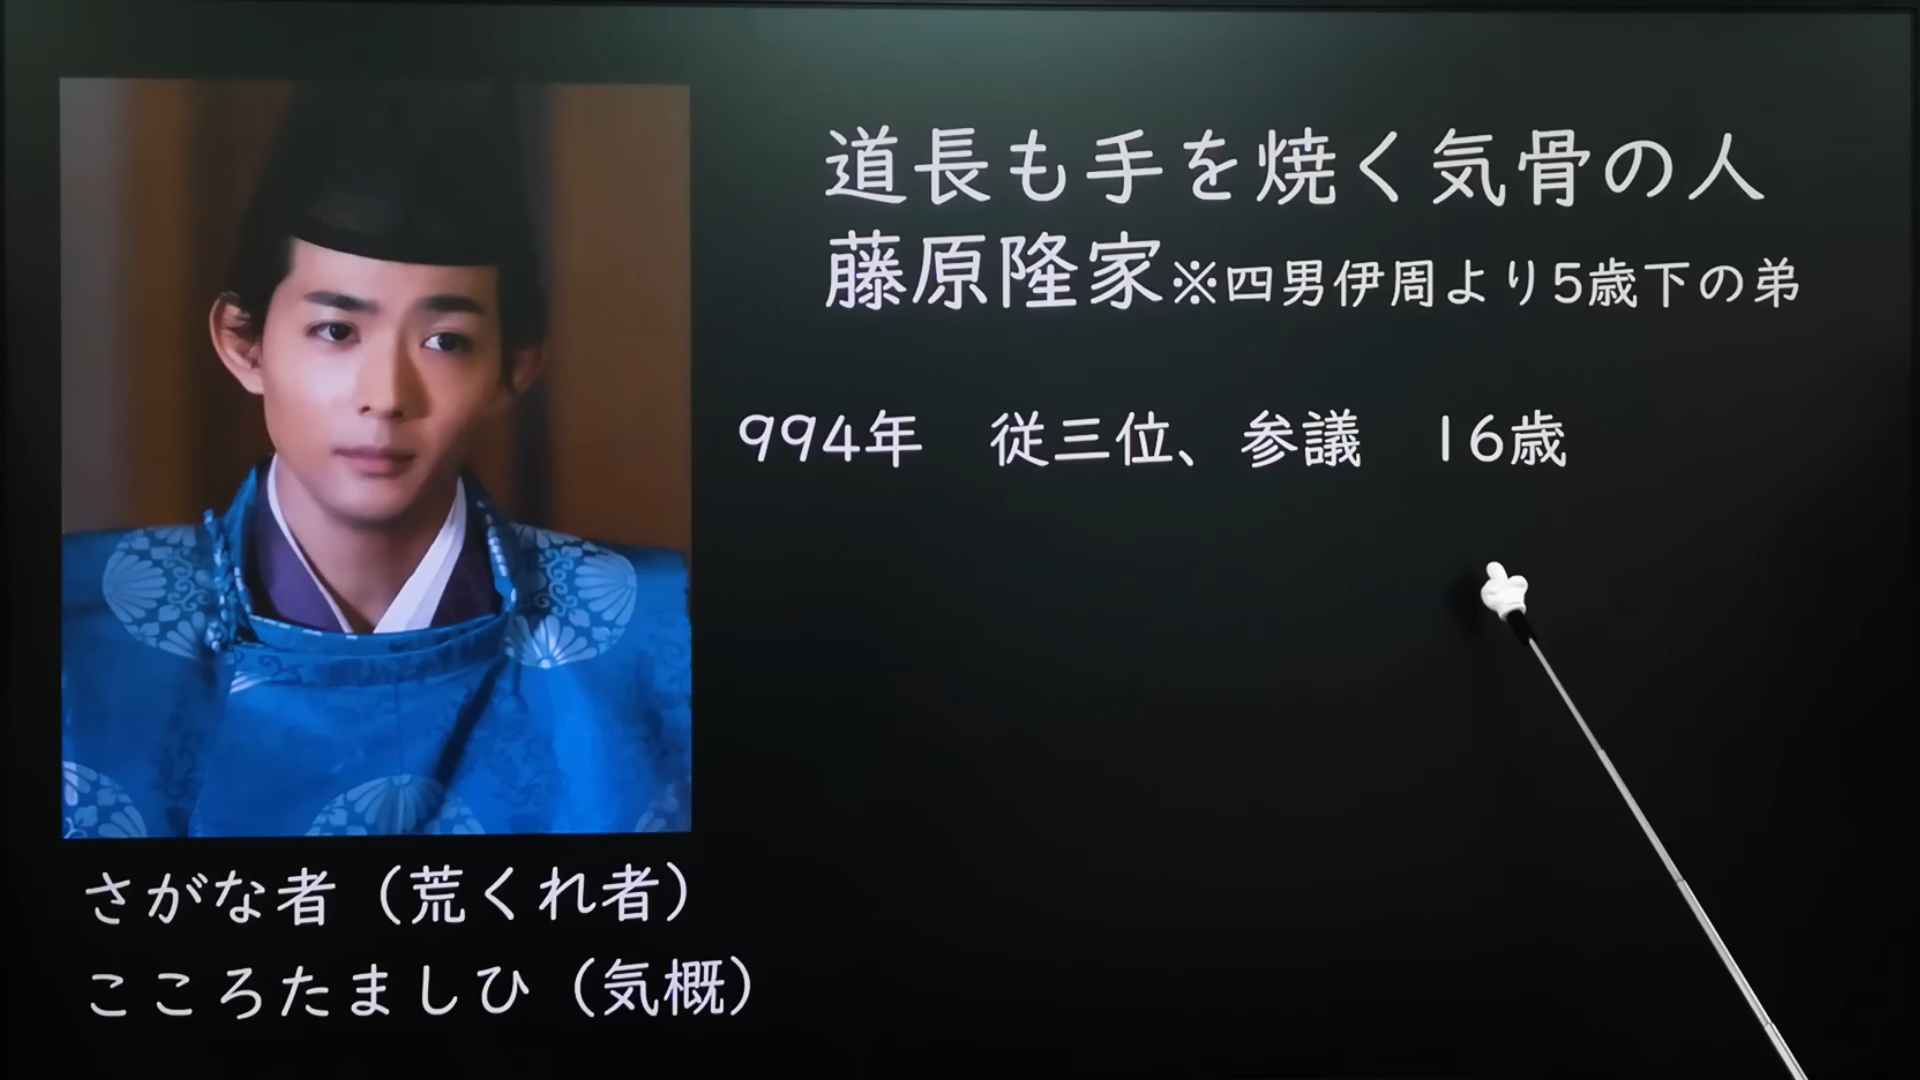 道長も手を焼く気骨の人
藤原隆家※四男伊周より5歳下の弟
994年　従三位、参議　16歳
さがな者（荒くれ者）
こころたましひ（気概）